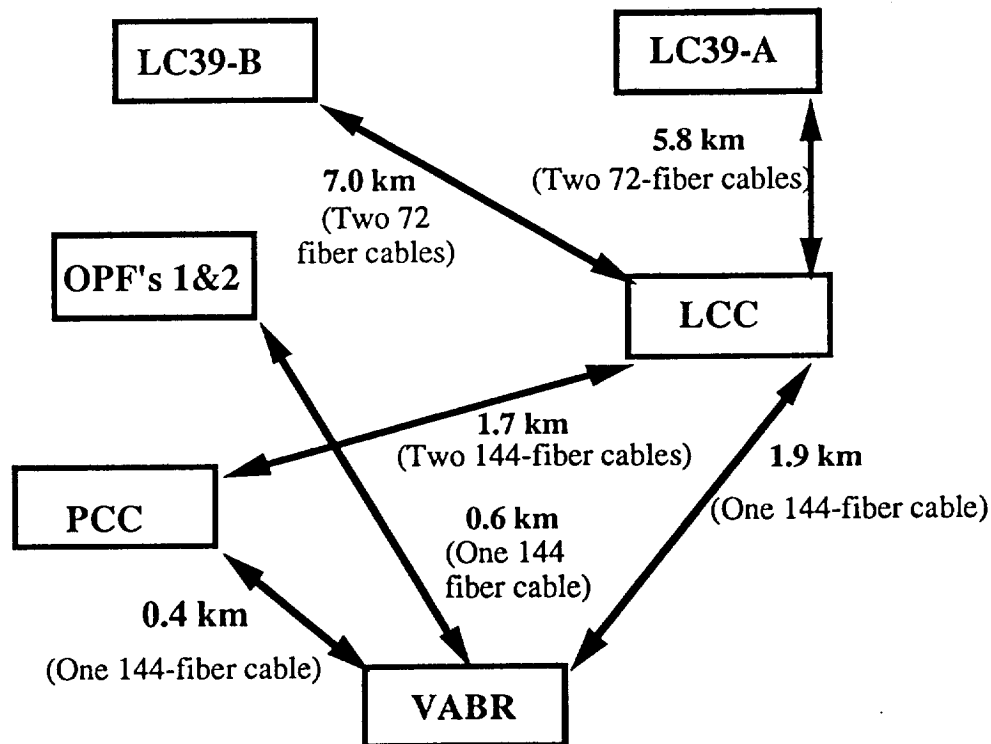 LC39-B
LC39-A
5.8 km
(Two 72-fiber cables)
7.0 km
(Two 72
fiber cables)
OPF's 1&2
LCC
1.7 km
(Two 144-fiber cables)
1.9 km
(One 144-fiber cable)
PCC
0.6 km
(One 144
fiber cable)
0.4 km
(One 144-fiber cable)
VABR